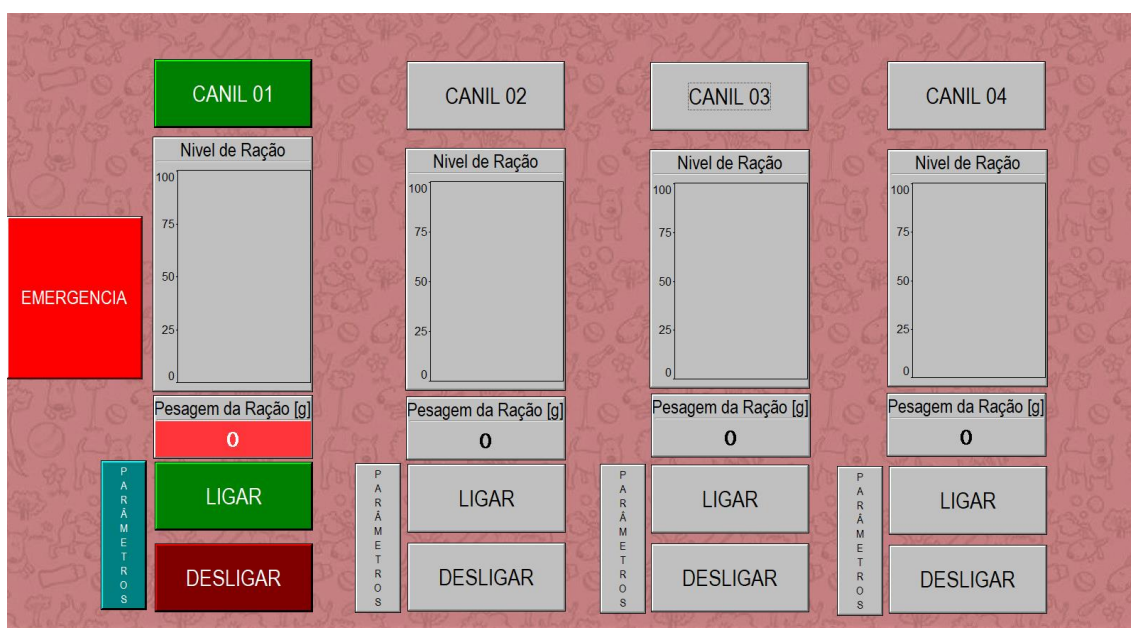 CANIL 01
CANIL 02
CANIL 03
CANIL 04
Nivel de Ração
100
75
50
25
0
Nivel de Ração
100
75
50
25
0
Nivel de Ração
100
75
50
25
0
Nivel de Ração
100
75
50
25
0
EMERGENCIA
Pesagem da Ração [g]
0
Pesagem da Ração [g]
0
Pesagem da Ração [g]
0
Pesagem da Ração [g]
0
PARÂMETROS
LIGAR
DESLIGAR
PARÂMETROS
LIGAR
DESLIGAR
PARÂMETROS
LIGAR
DESLIGAR
PARÂMETROS
LIGAR
DESLIGAR